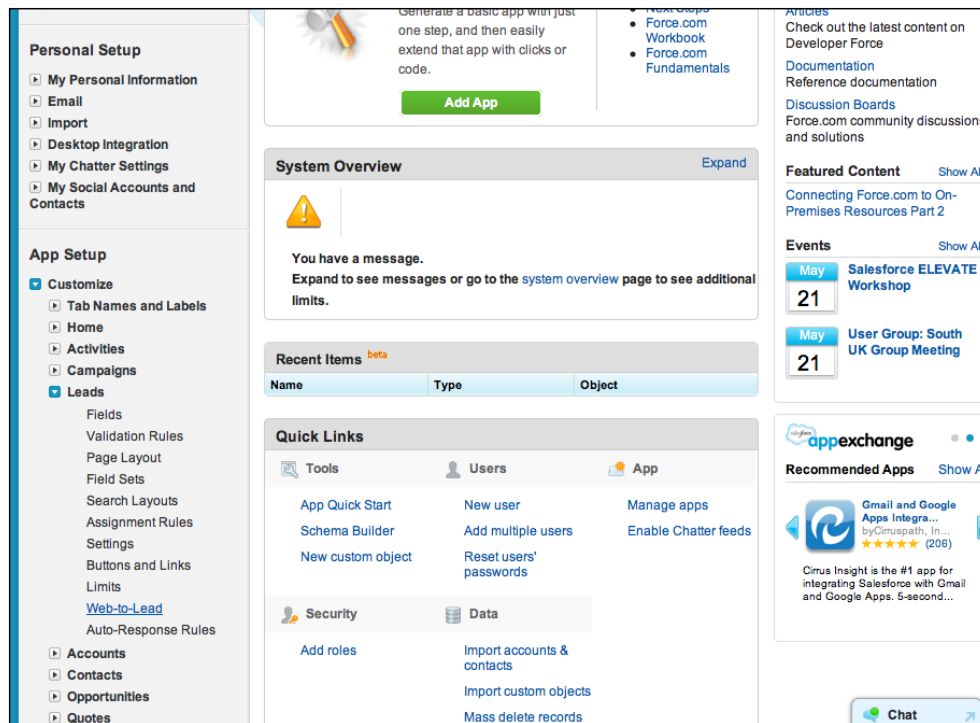 Personal Setup
My Personal Information
Email
Import
Desktop Integration
My Chatter Settings
My Social Accounts and
Contacts
App Setup
Customize
Tab Names and Labels
Home
Activities
Campaigns
Leads
Fields
Validation Rules
Page Layout
Field Sets
Search Layouts
Assignment Rules
Settings
Buttons and Links
Limits
Web-to-Lead
Auto-Response Rules
Accounts
Contacts
Opportunities
Quotes
Generate a basic app with just
one step, and then easily
extend that app with clicks or
code.
Add App
Next Steps
Force.com
Workbook
Force.com
Fundamentals
System Overview
Expand
You have a message.
Expand to see messages or go to the system overview page to see additional
limits.
Recent Items beta
Name Type Object
Quick Links
Tools
App Quick Start
Schema Builder
New custom object
Users
New user
Add multiple users
Reset users'
passwords
App
Manage apps
Enable Chatter feeds
Security
Add roles
Data
Import accounts &
contacts
Import custom objects
Mass delete records
Articles
Check out the latest content on
Developer Force
Documentation
Reference documentation
Discussion Boards
Force.com community discussions
and solutions
Featured Content Show Al
Connecting Force.com to On-
Premises Resources Part 2
Events Show Al
May
21
Salesforce ELEVATE
Workshop
May
21
User Group: South
UK Group Meeting
salesforce
appexchange
Recommended Apps Show A
Gmail and Google
Apps Integra...
byCirruspath, In...
(206)
Cirrus Insight is the #1 app for
integrating Salesforce with Gmail
and Google Apps. 5-second...
Chat